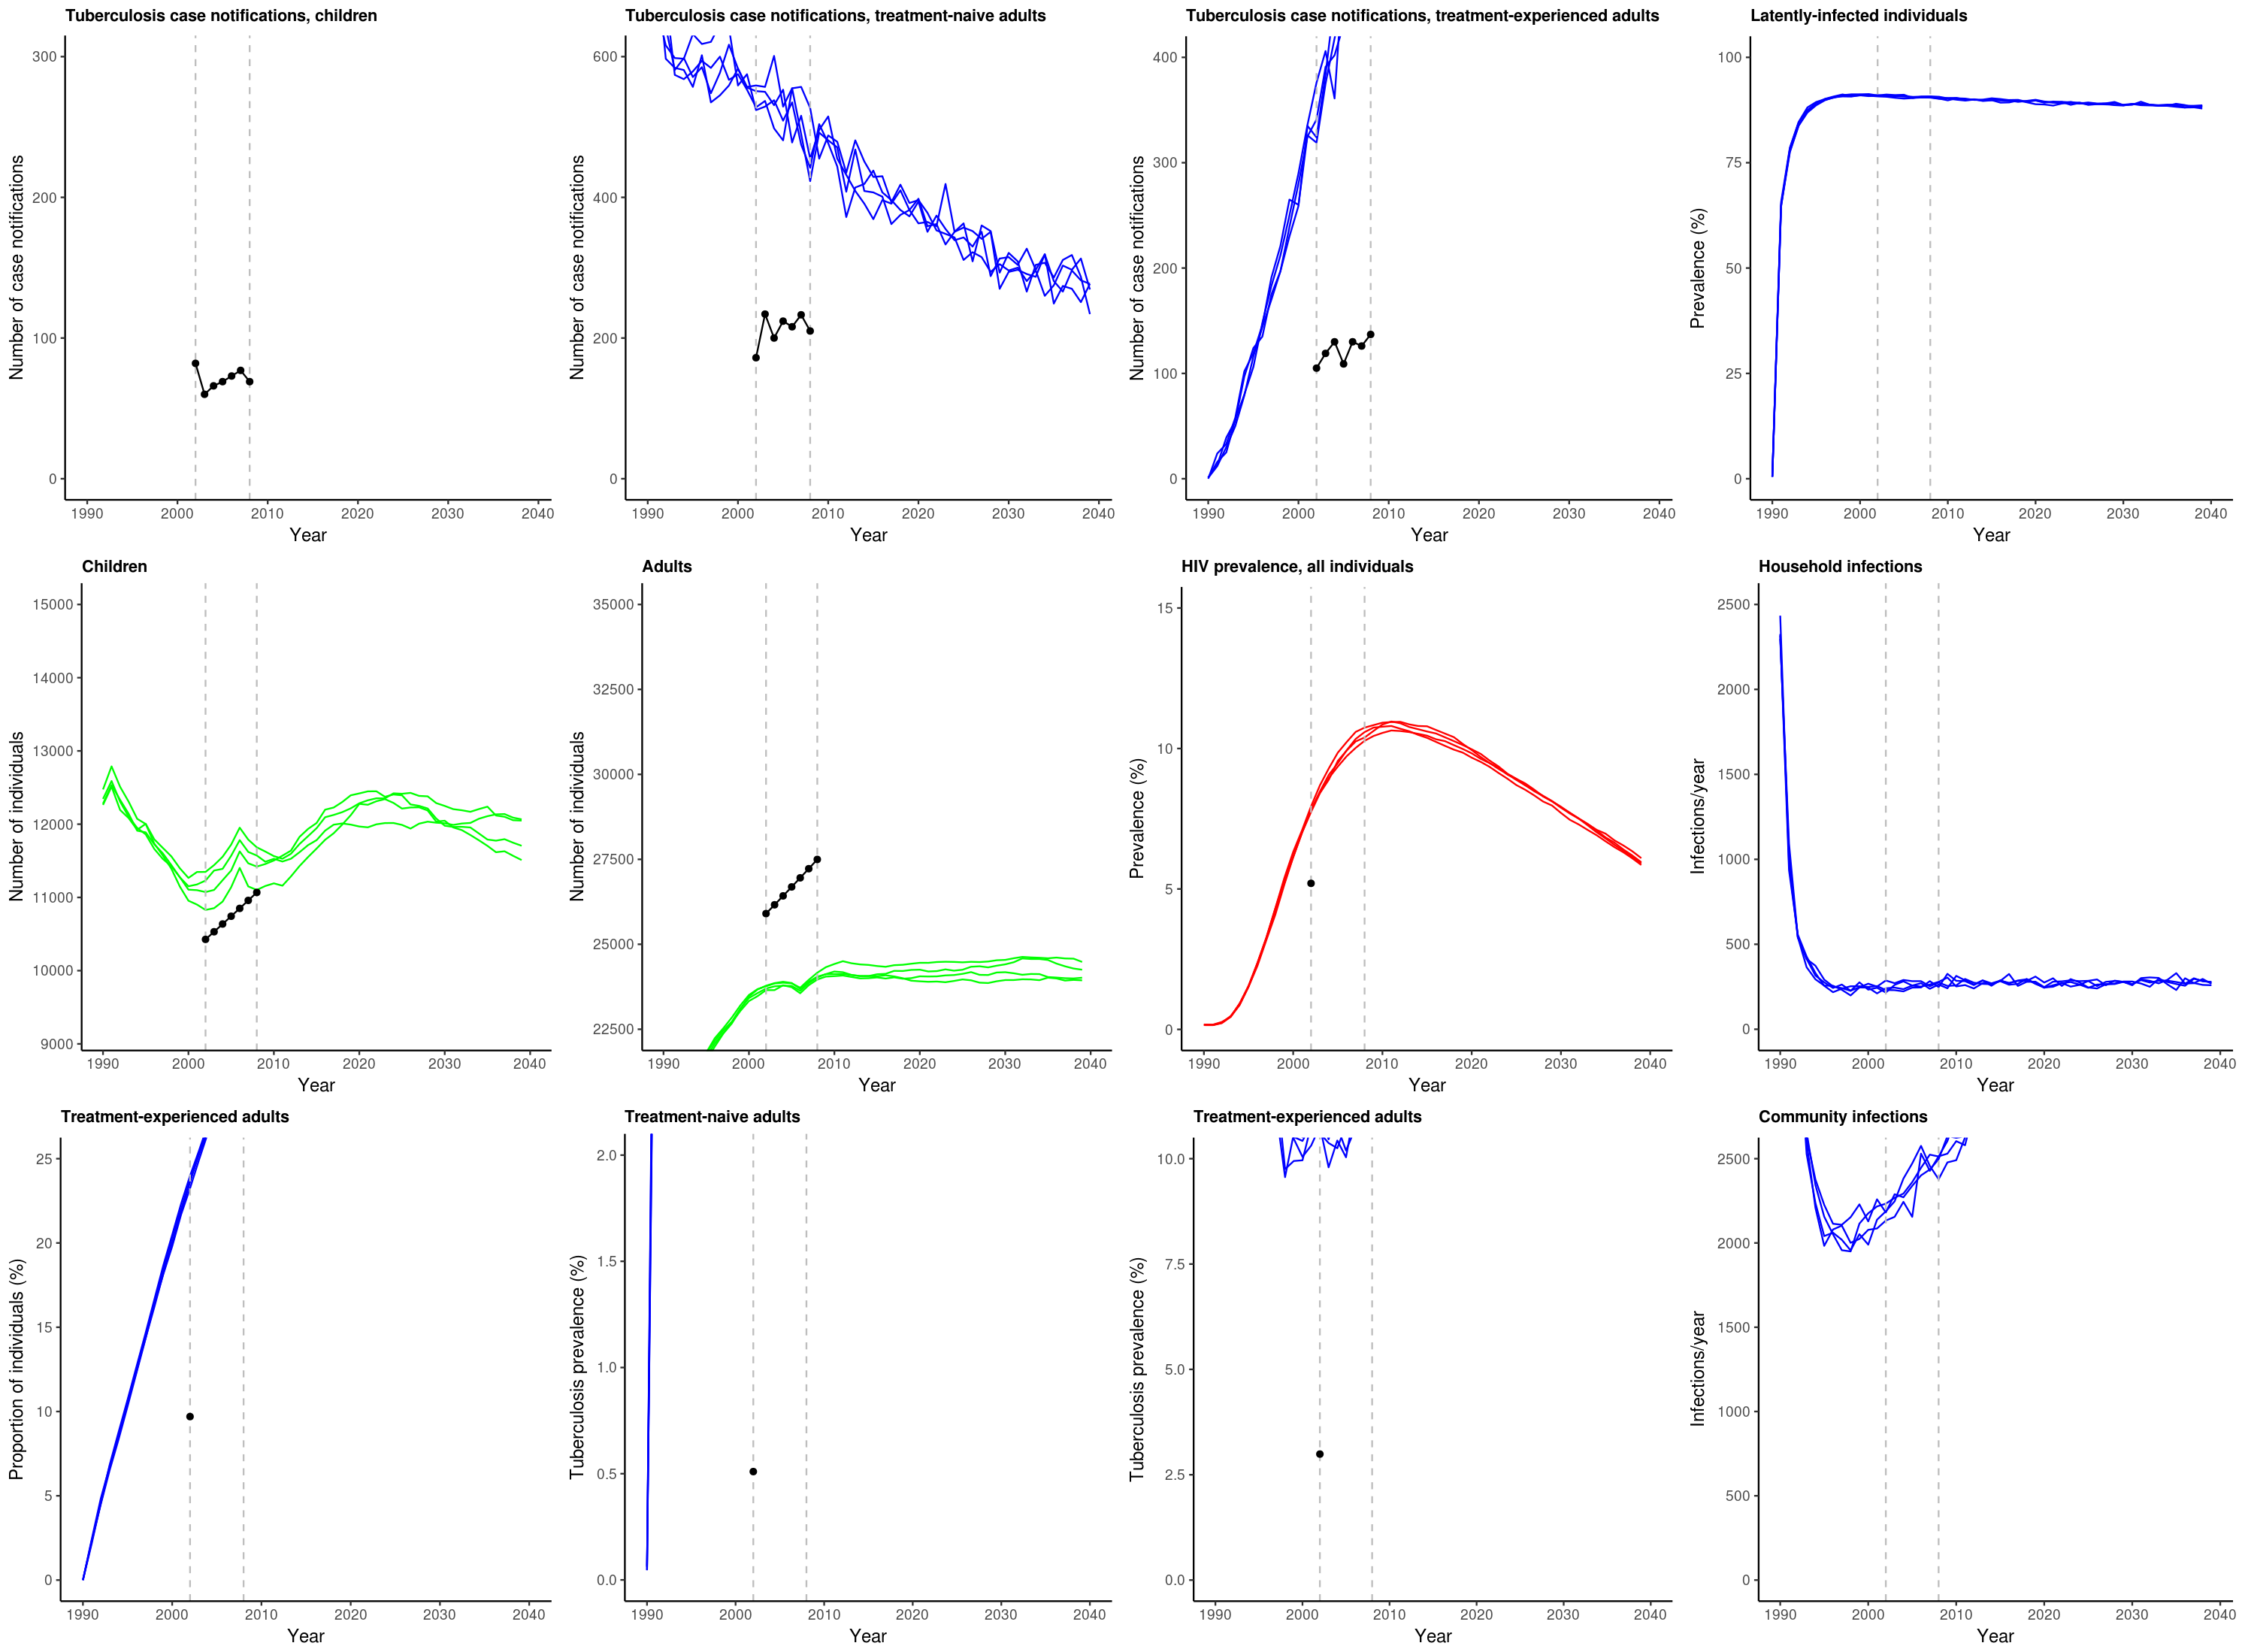 Tuberculosis case notifications, children
Number of case notifications
300
200
100
0
1990 2000 2010 2020 2030 2040
Year
Tuberculosis case notifications, treatment-naive adults
Number of case notifications
600
400
200
0
1990 2000 2010 2020 2030 2040
Year
Tuberculosis case notifications, treatment-experienced adults
Number of case notifications
400
300
200
100
0
1990 2000 2010 2020 2030 2040
Year
Latently-infected individuals
Prevalence (%)
100
75
50
25
0
1990 2000 2010 2020 2030 2040
Year
Children
Number of individuals
15000
14000
13000
12000
11000
10000
9000
1990 2000 2010 2020 2030 2040
Year
Adults
Number of individuals
35000
32500
30000
27500
25000
22500
1990 2000 2010 2020 2030 2040
Year
HIV prevalence, all individuals
Prevalence (%)
15
10
5
0
1990 2000 2010 2020 2030 2040
Year
Household infections
Infections/year
2500
2000
1500
1000
500
0
1990 2000 2010 2020 2030 2040
Year
Treatment-experienced adults
Proportion of individuals (%)
25
20
15
10
5
0
1990 2000 2010 2020 2030 2040
Year
Treatment-naive adults
Tuberculosis prevalence (%)
2.0
1.5
1.0
0.5
0.0
1990 2000 2010 2020 2030 2040
Year
Treatment-experienced adults
Tuberculosis prevalence (%)
10.0
7.5
5.0
2.5
0.0
1990 2000 2010 2020 2030 2040
Year
Community infections
Infections/year
2500
2000
1500
1000
500
0
1990 2000 2010 2020 2030 2040
Year